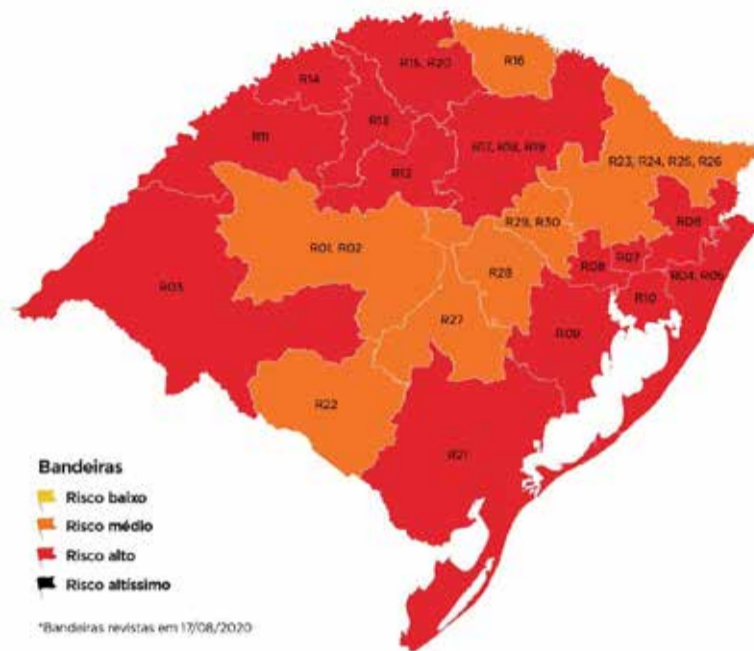 R15, R20
R16
R14
R13
R11
R17, R18, R19
R12
R23, R24, R25, R26
R29, R30
R06
R01, R02
R08
R07
R28
R04, R05
R03
R10
R27
R09
R22
R21
Bandeiras
Risco baixo
Risco médio
Risco alto
Risco altíssimo
*Bandeiras revistas em 17/08/2020